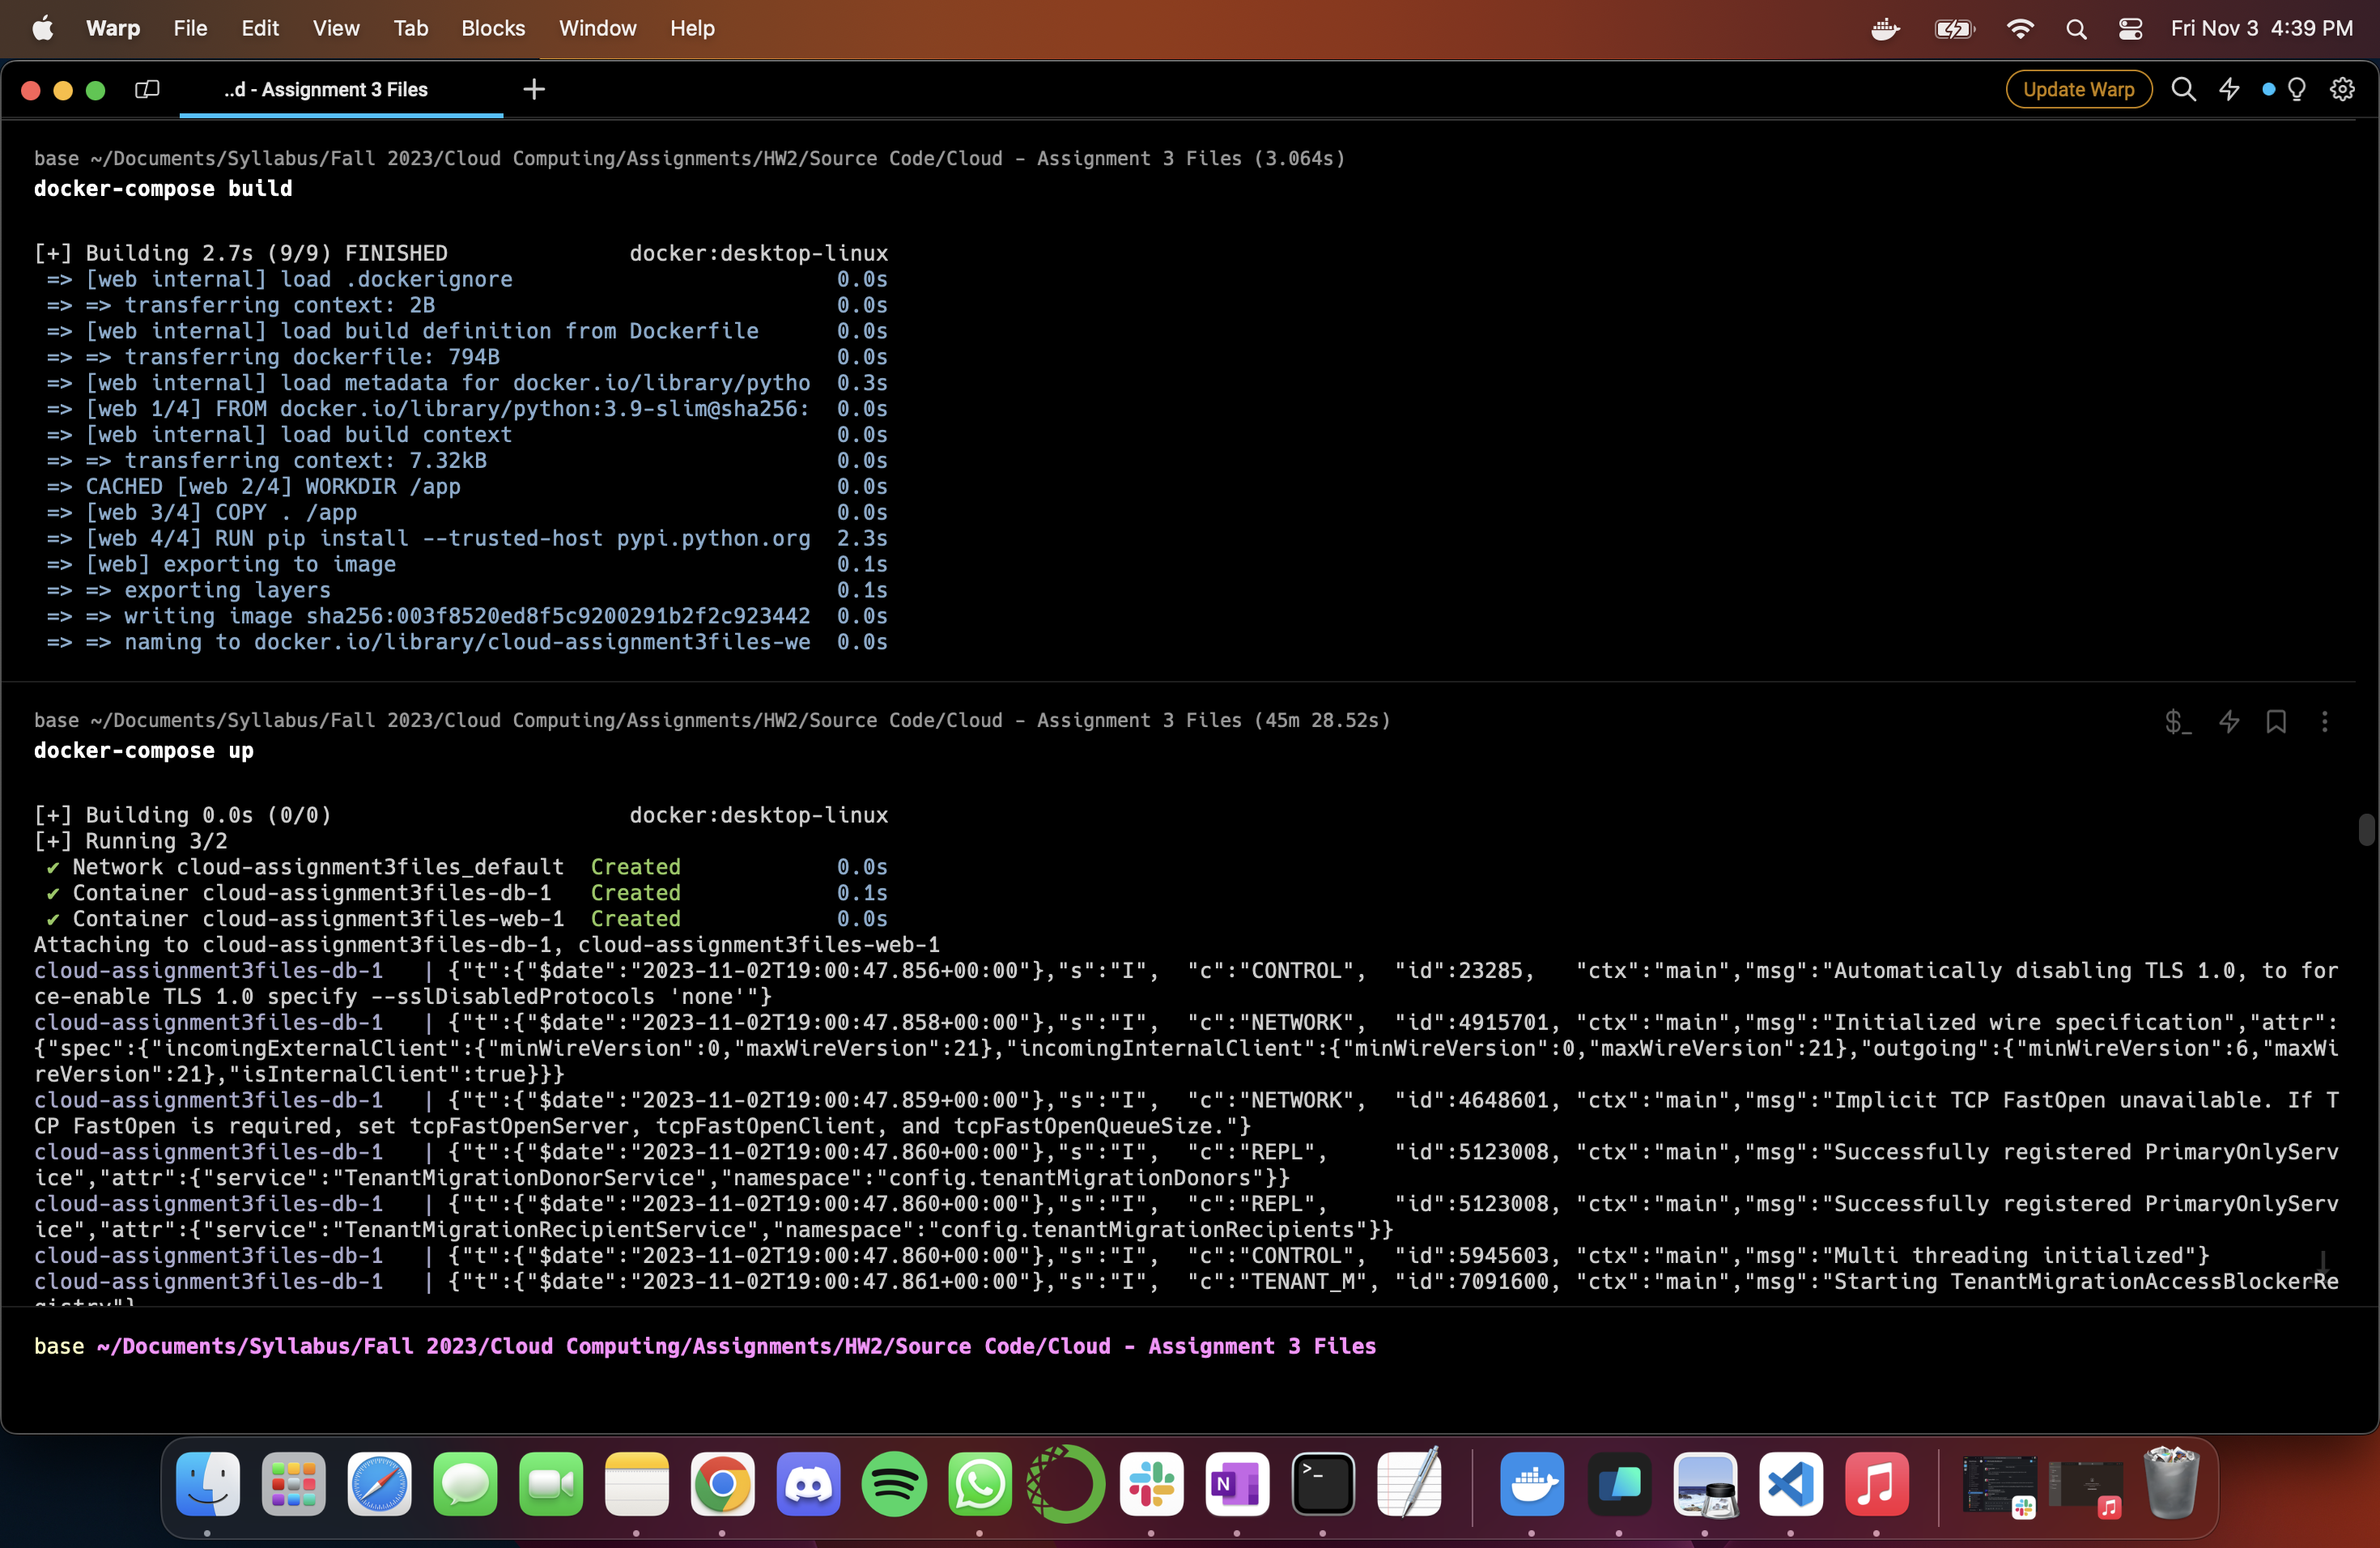 Warp File Edit View Tab Blocks Window Help Fri Nov 3 4:39 PM
..d - Assignment 3 Files + Update Warp
base ~/Documents/Syllabus/Fall 2023/Cloud Computing/Assignments/HW2/Source Code/Cloud - Assignment 3 Files (3.064s)
docker-compose build
[+] Building 2.7s (9/9) FINISHED docker:desktop-linux
=> [web internal] load .dockerignore 0.0s
=> => transferring context: 2B 0.0s
=> [web internal] load build definition from Dockerfile 0.0s
=> => transferring dockerfile: 794B 0.0s
=> [web internal] load metadata for docker.io/library/pytho 0.3s
=> [web 1/4] FROM docker.io/library/python:3.9-slim@sha256: 0.0s
=> [web internal] load build context 0.0s
=> => transferring context: 7.32kB 0.0s
=> CACHED [web 2/4] WORKDIR /app 0.0s
=> [web 3/4] COPY . /app 0.0s
=> [web 4/4] RUN pip install --trusted-host pypi.python.org 2.3s
=> [web] exporting to image 0.1s
=> => exporting layers 0.1s
=> => writing image sha256:003f8520ed8f5c9200291b2f2c923442 0.0s
=> => naming to docker.io/library/cloud-assignment3files-we 0.0s
base ~/Documents/Syllabus/Fall 2023/Cloud Computing/Assignments/HW2/Source Code/Cloud - Assignment 3 Files (45m 28.52s)
docker-compose up
[+] Building 0.0s (0/0) docker:desktop-linux
[+] Running 3/2
✔ Network cloud-assignment3files_default Created 0.0s
✔ Container cloud-assignment3files-db-1 Created 0.1s
✔ Container cloud-assignment3files-web-1 Created 0.0s
Attaching to cloud-assignment3files-db-1, cloud-assignment3files-web-1
cloud-assignment3files-db-1 | {"t":{"$date":"2023-11-02T19:00:47.856+00:00"},"s":"I", "c":"CONTROL", "id":23285, "ctx":"main","msg":"Automatically disabling TLS 1.0, to for
ce-enable TLS 1.0 specify --sslDisabledProtocols 'none'"}
cloud-assignment3files-db-1 | {"t":{"$date":"2023-11-02T19:00:47.858+00:00"},"s":"I", "c":"NETWORK", "id":4915701, "ctx":"main","msg":"Initialized wire specification","attr":
{"spec":{"incomingExternalClient":{"minWireVersion":0,"maxWireVersion":21},"incomingInternalClient":{"minWireVersion":0,"maxWireVersion":21},"outgoing":{"minWireVersion":6,"maxWi
reVersion":21},"isInternalClient":true}}}
cloud-assignment3files-db-1 | {"t":{"$date":"2023-11-02T19:00:47.859+00:00"},"s":"I", "c":"NETWORK", "id":4648601, "ctx":"main","msg":"Implicit TCP FastOpen unavailable. If T
CP FastOpen is required, set tcpFastOpenServer, tcpFastOpenClient, and tcpFastOpenQueueSize."}
cloud-assignment3files-db-1 | {"t":{"$date":"2023-11-02T19:00:47.860+00:00"},"s":"I", "c":"REPL", "id":5123008, "ctx":"main","msg":"Successfully registered PrimaryOnlyServ
ice","attr":{"service":"TenantMigrationDonorService","namespace":"config.tenantMigrationDonors"}}
cloud-assignment3files-db-1 | {"t":{"$date":"2023-11-02T19:00:47.860+00:00"},"s":"I", "c":"REPL", "id":5123008, "ctx":"main","msg":"Successfully registered PrimaryOnlyServ
ice","attr":{"service":"TenantMigrationRecipientService","namespace":"config.tenantMigrationRecipients"}}
cloud-assignment3files-db-1 | {"t":{"$date":"2023-11-02T19:00:47.860+00:00"},"s":"I", "c":"CONTROL", "id":5945603, "ctx":"main","msg":"Multi threading initialized"}
cloud-assignment3files-db-1 | {"t":{"$date":"2023-11-02T19:00:47.861+00:00"},"s":"I", "c":"TENANT_M", "id":7091600, "ctx":"main","msg":"Starting TenantMigrationAccessBlockerRe
gistry"}
base ~/Documents/Syllabus/Fall 2023/Cloud Computing/Assignments/HW2/Source Code/Cloud - Assignment 3 Files